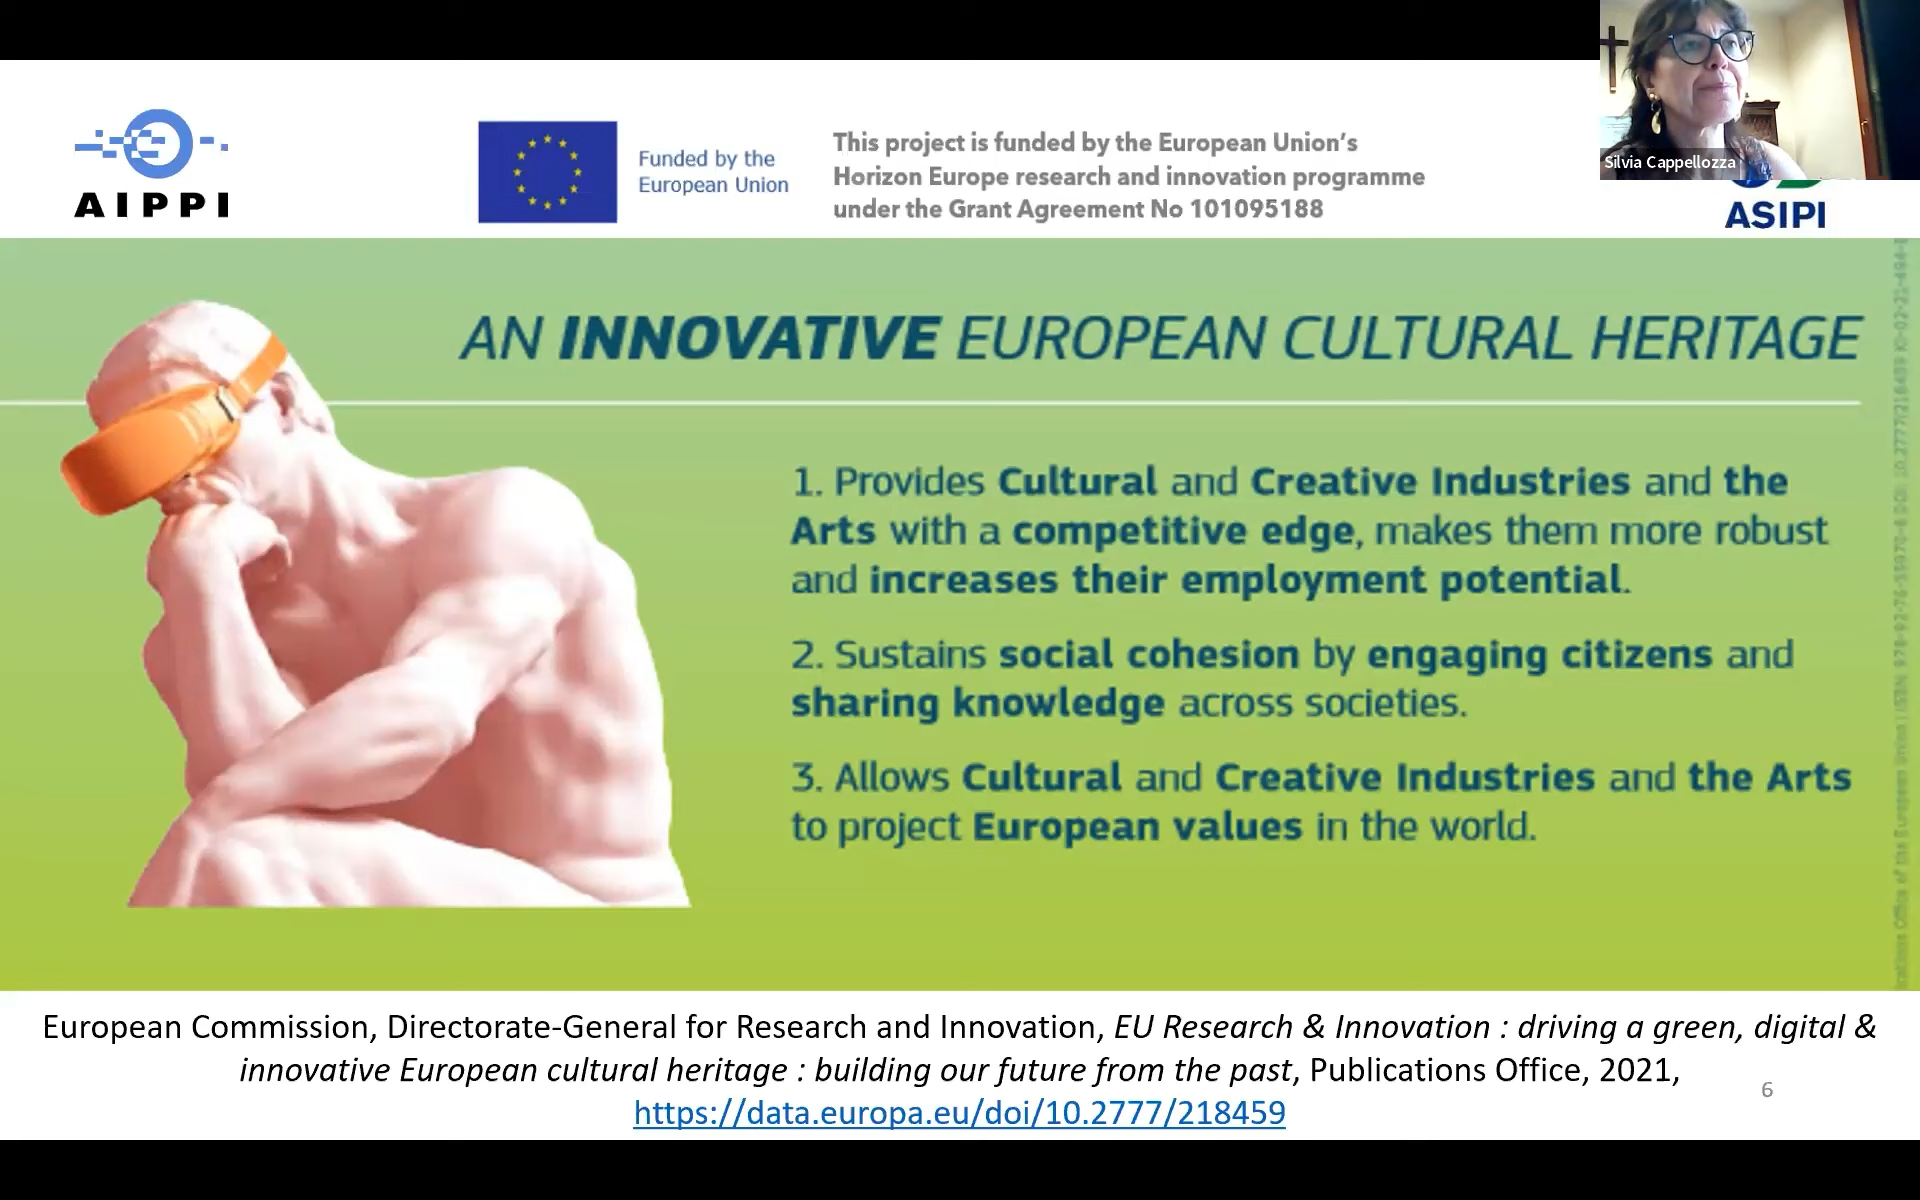 AIPPI
Funded by the
European Union
This project is funded by the European Union's
Horizon Europe research and innovation programme
under the Grant Agreement No 101095188
Silvia Cappellozza
ASIPI
AN INNOVATIVE EUROPEAN CULTURAL HERITAGE
1. Provides Cultural and Creative Industries and the
Arts with a competitive edge, makes them more robust
and increases their employment potential.
2. Sustains social cohesion by engaging citizens and
sharing knowledge across societies.
3. Allows Cultural and Creative Industries and the Arts
to project European values in the world.
European Commission, Directorate-General for Research and Innovation, EU Research & Innovation : driving a green, digital &
innovative European cultural heritage : building our future from the past, Publications Office, 2021,
https://data.europa.eu/doi/10.2777/218459
6